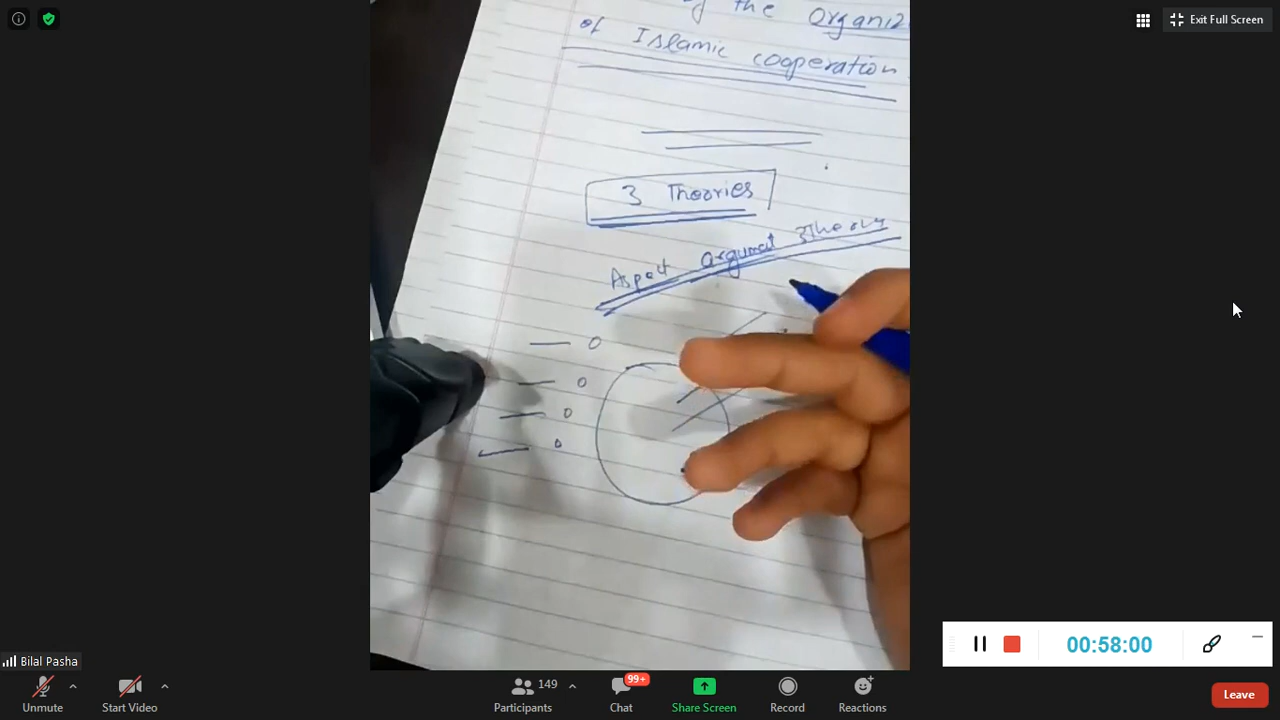 Exit Full Screen
the Organiz
of Islamic cooperation
3 Theories
Aspect argument Theory
00:58:00
Bilal Pasha
149
99+
Unmute
Start Video
Participants
Chat
Share Screen
Record
Reactions
Leave